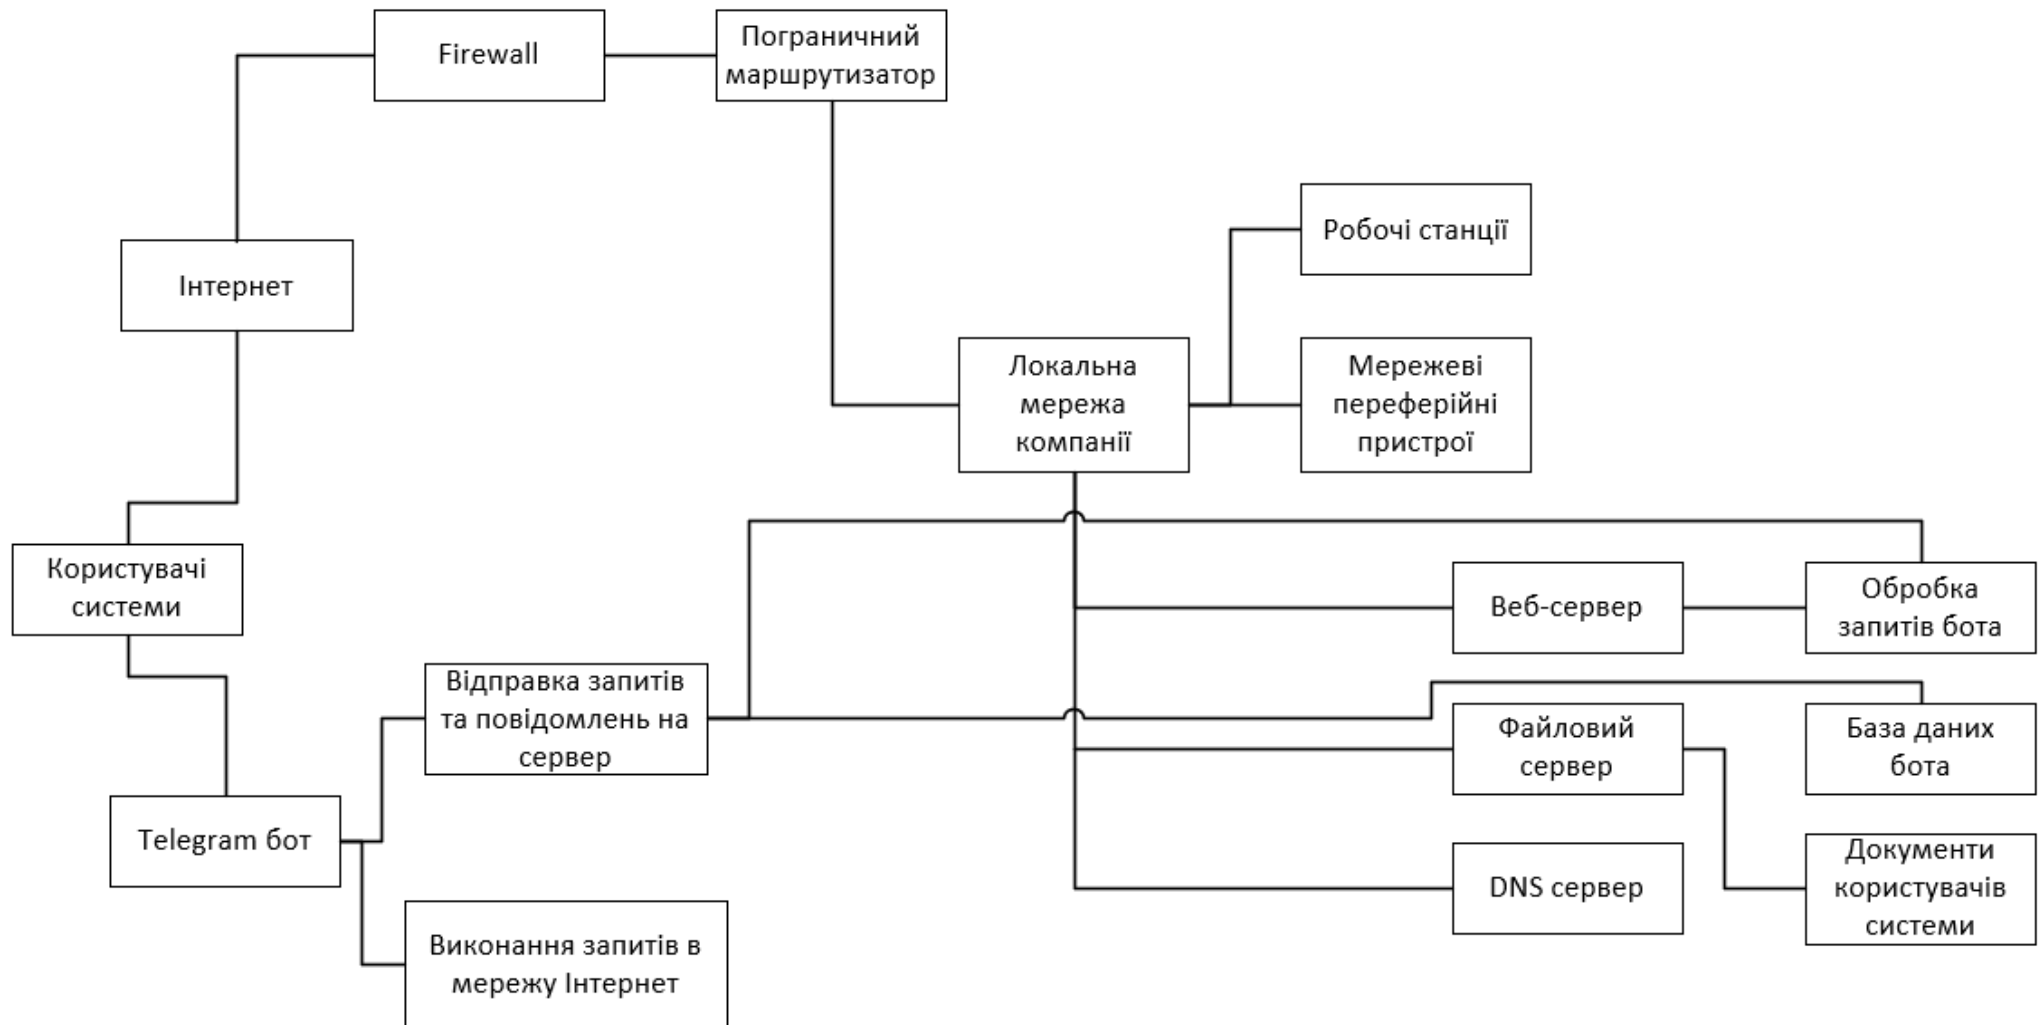 Firewall
Пограничний
маршрутизатор
Робочі станції
Інтернет
Локальна
мережа
компанії
Мережеві
переферійні
пристрої
Користувачі
системи
Веб-сервер
Обробка
запитів бота
Відправка запитів
та повідомлень на
сервер
Файловий
сервер
База даних
бота
Telegram бот
DNS сервер
Документи
користувачів
системи
Виконання запитів в
мережу Інтернет